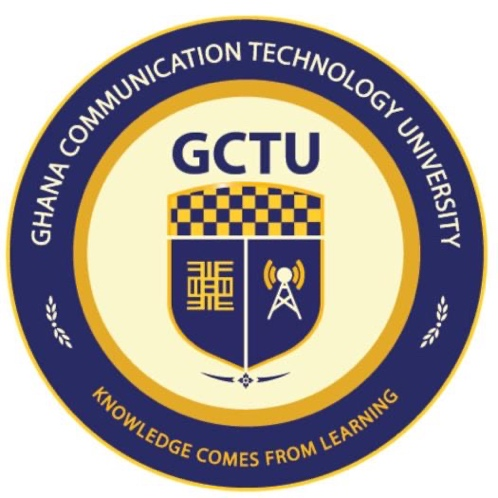 GHANA COMMUNICATION TECHNOLOGY UNIVERSITY
GCTU
KNOWLEDGE COMES FROM LEARNING